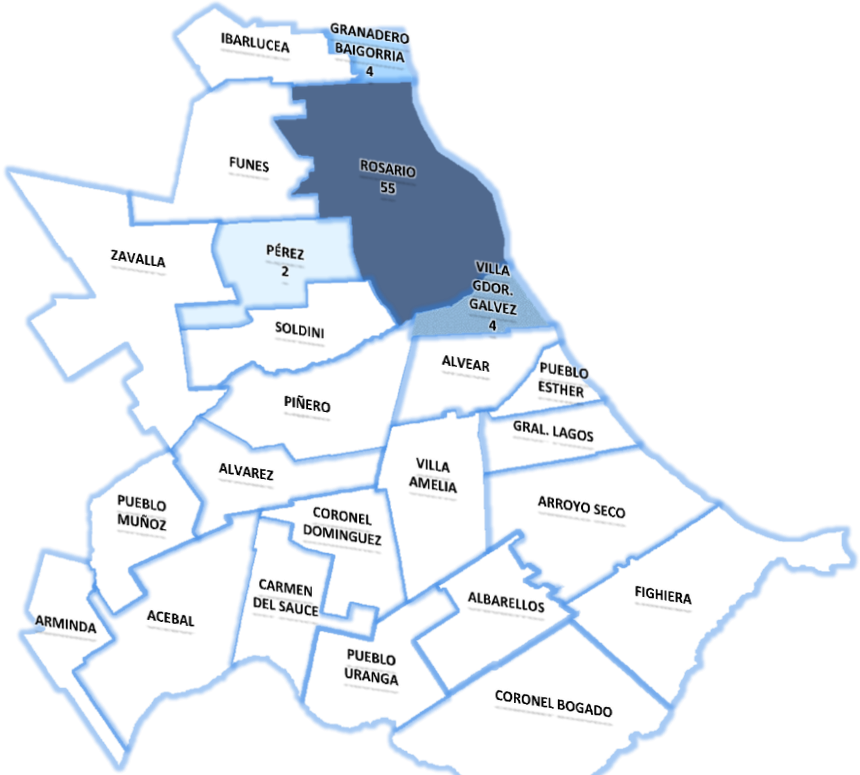 IBARLUCEA
GRANADERO
BAIGORRIA
4
FUNES
ROSARIO
55
ZAVALLA
PÉREZ
2
VILLA
GDOR.
GALVEZ
4
SOLDINI
ALVEAR
PUEBLO
ESTHER
PIÑERO
GRAL. LAGOS
ALVAREZ
VILLA
AMELIA
PUEBLO
MUÑOZ
CORONEL
DOMINGUEZ
ARROYO SECO
CARMEN
DEL SAUCE
ALBARELLOS
FIGHIERA
ARMINDA
ACEBAL
PUEBLO
URANGA
CORONEL BOGADO